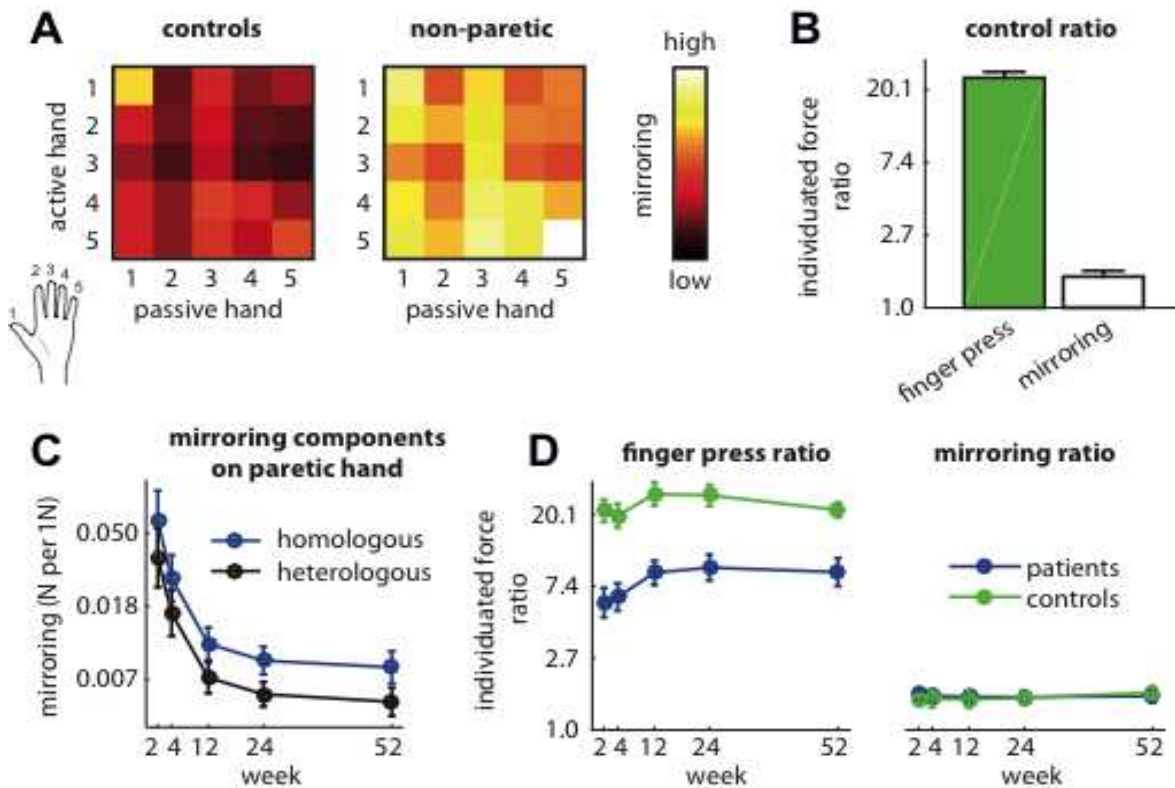 A
controls
non-paretic
active hand
1
2
3
4
5
1 2 3 4 5
passive hand
1
2
3
4
5
1 2 3 4 5
passive hand
high
mirroring
low
1 2 3 4 5
B
control ratio
individuated force
ratio
20.1
7.4
2.7
1.0
finger press
mirroring
C
mirroring components
on paretic hand
mirroring (N per 1N)
0.050
0.018
0.007
homologous
heterologous
2 4 12 24 52
week
D
finger press ratio
individuated force
ratio
20.1
7.4
2.7
1.0
2 4 12 24 52
week
mirroring ratio
patients
controls
2 4 12 24 52
week